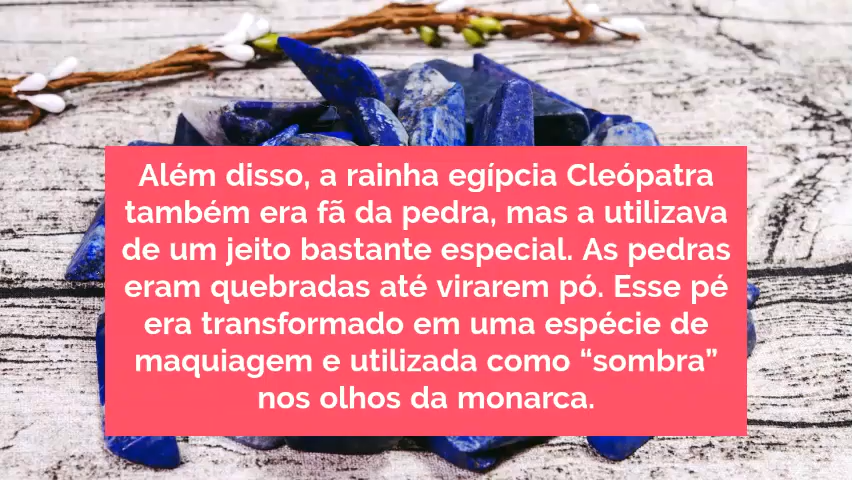 Além disso, a rainha egípcia Cleópatra
também era fã da pedra, mas a utilizava
de um jeito bastante especial. As pedras
eram quebradas até virarem pó. Esse pé
era transformado em uma espécie de
maquiagem e utilizada como “sombra”
nos olhos da monarca.